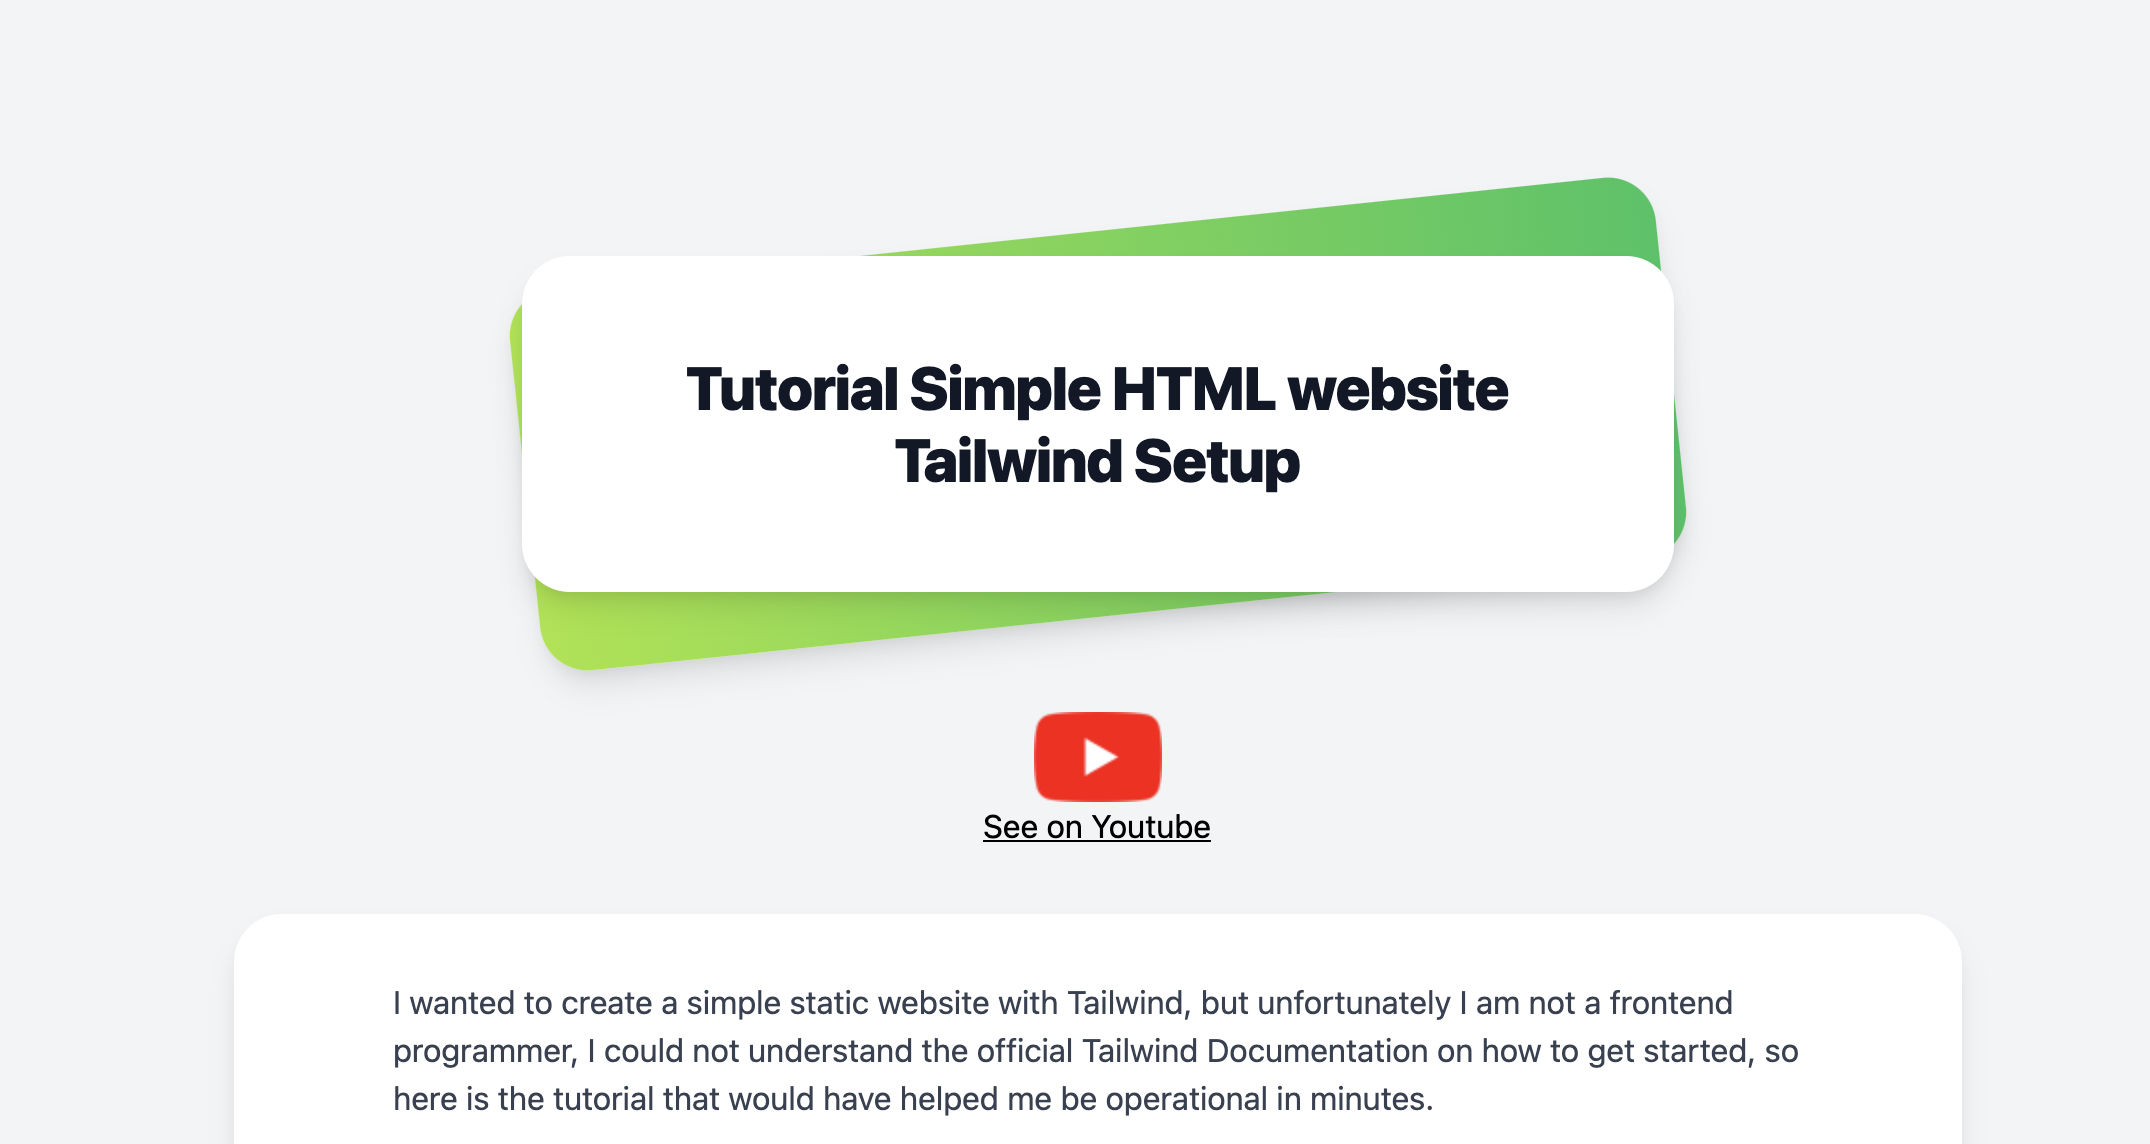 Tutorial Simple HTML website
Tailwind Setup
See on Youtube
I wanted to create a simple static website with Tailwind, but unfortunately I am not a frontend
programmer, I could not understand the official Tailwind Documentation on how to get started, so
here is the tutorial that would have helped me be operational in minutes.